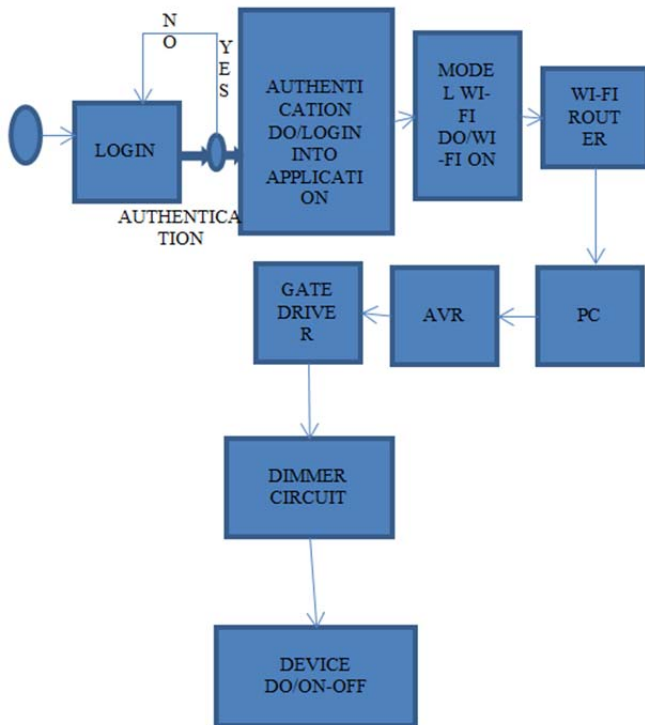 N
O
Y
E
S
LOGIN
AUTHENTICA
TION
AUTHENTI
CATION
DO/LOGIN
INTO
APPLICATI
ON
MODE
L WI-
FI
DO/WI
-FI ON
WI-FI
ROUT
ER
PC
AVR
GATE
DRIVE
R
DIMMER
CIRCUIT
DEVICE
DO/ON-OFF